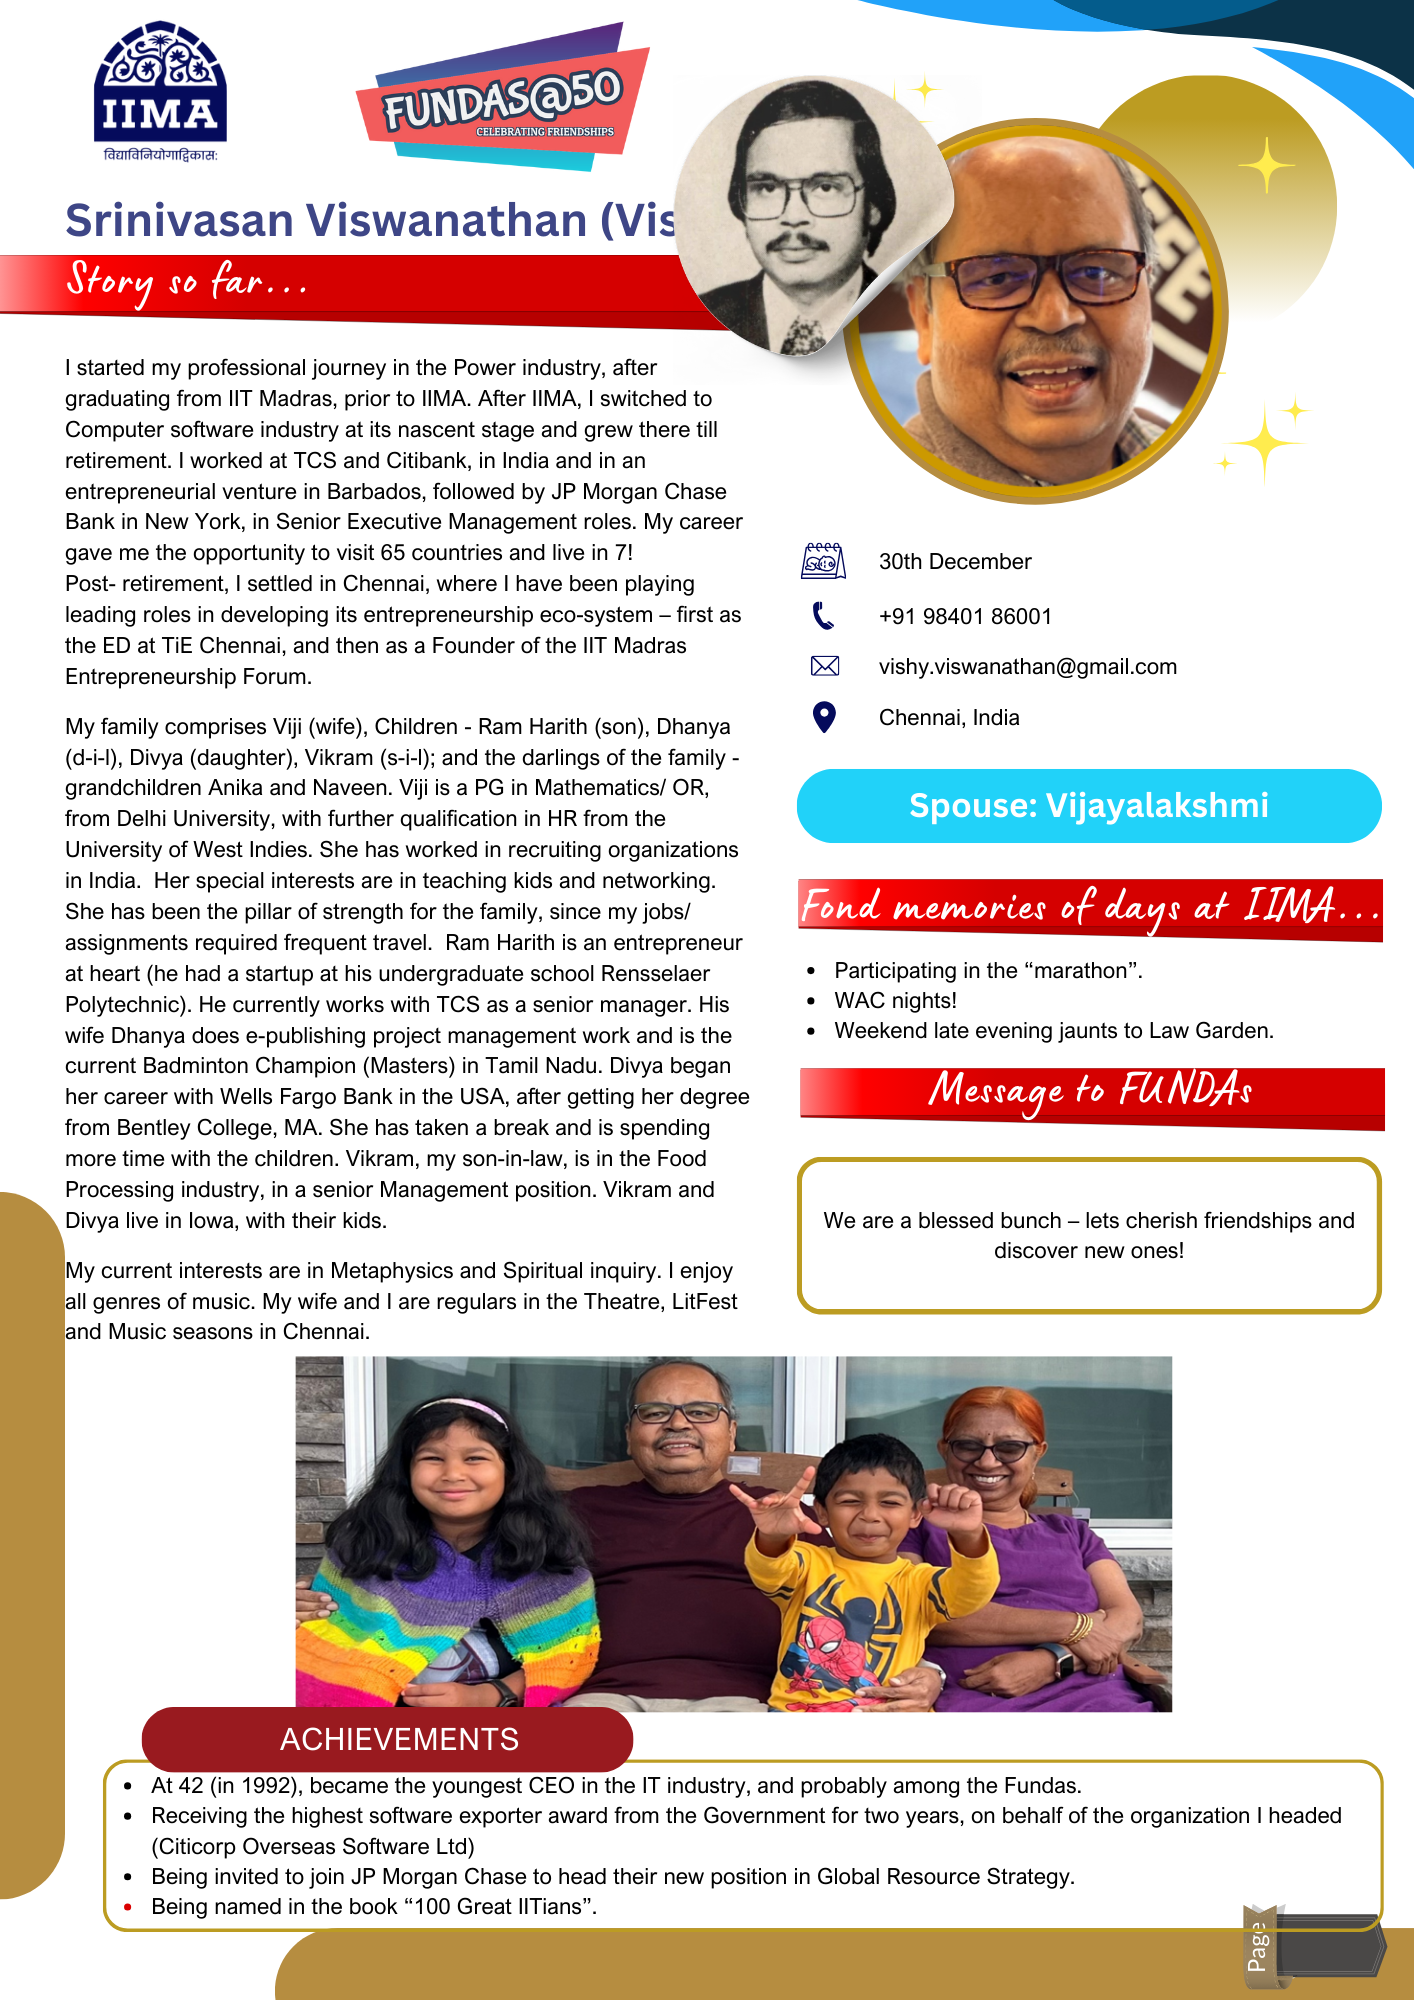 IIMA
विद्याविनियोगाद्विकासः
FUNDAS@50
CELEBRATING FRIENDSHIPS
Srinivasan Viswanathan (Vis
Story so far...
I started my professional journey in the Power industry, after
graduating from IIT Madras, prior to IIMA. After IIMA, I switched to
Computer software industry at its nascent stage and grew there till
retirement. I worked at TCS and Citibank, in India and in an
entrepreneurial venture in Barbados, followed by JP Morgan Chase
Bank in New York, in Senior Executive Management roles. My career
gave me the opportunity to visit 65 countries and live in 7!
Post- retirement, I settled in Chennai, where I have been playing
leading roles in developing its entrepreneurship eco-system – first as
the ED at TiE Chennai, and then as a Founder of the IIT Madras
Entrepreneurship Forum.
My family comprises Viji (wife), Children - Ram Harith (son), Dhanya
(d-i-l), Divya (daughter), Vikram (s-i-l); and the darlings of the family -
grandchildren Anika and Naveen. Viji is a PG in Mathematics/ OR,
from Delhi University, with further qualification in HR from the
University of West Indies. She has worked in recruiting organizations
in India.  Her special interests are in teaching kids and networking.
She has been the pillar of strength for the family, since my jobs/
assignments required frequent travel.  Ram Harith is an entrepreneur
at heart (he had a startup at his undergraduate school Rensselaer
Polytechnic). He currently works with TCS as a senior manager. His
wife Dhanya does e-publishing project management work and is the
current Badminton Champion (Masters) in Tamil Nadu. Divya began
her career with Wells Fargo Bank in the USA, after getting her degree
from Bentley College, MA. She has taken a break and is spending
more time with the children. Vikram, my son-in-law, is in the Food
Processing industry, in a senior Management position. Vikram and
Divya live in Iowa, with their kids.
My current interests are in Metaphysics and Spiritual inquiry. I enjoy
all genres of music. My wife and I are regulars in the Theatre, LitFest
and Music seasons in Chennai.
30th December
+91 98401 86001
vishy.viswanathan@gmail.com
Chennai, India
Spouse: Vijayalakshmi
Fond memories of days at IIMA...
• Participating in the “marathon”.
• WAC nights!
• Weekend late evening jaunts to Law Garden.
Message to FUNDAs
We are a blessed bunch – lets cherish friendships and
discover new ones!
ACHIEVEMENTS
• At 42 (in 1992), became the youngest CEO in the IT industry, and probably among the Fundas.
• Receiving the highest software exporter award from the Government for two years, on behalf of the organization I headed
(Citicorp Overseas Software Ltd)
• Being invited to join JP Morgan Chase to head their new position in Global Resource Strategy.
• Being named in the book “100 Great IITians”.
Page